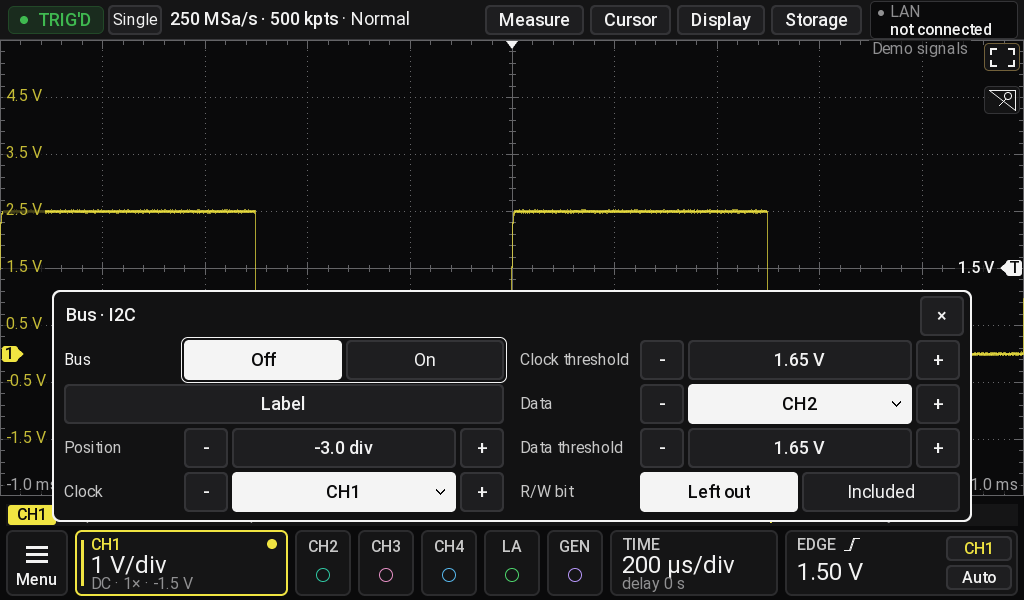 ● TRIG'D Single 250 MSa/s · 500 kpts · Normal Measure Cursor Display Storage ● LAN
not connected
Demo signals
4.5 V
3.5 V
2.5 V
1.5 V 1.5 V T
Bus · I2C ×
0.5 V
Bus Off On Clock threshold - 1.65 V +
1
-0.5 V
Label Data - CH2 +
-1.5 V
Position - -3.0 div + Data threshold - 1.65 V +
-1.0 ms 1.0 ms
Clock - CH1 + R/W bit Left out Included
CH1
Menu
CH1
1 V/div
DC · 1× · -1.5 V
CH2 CH3 CH4 LA GEN
TIME
200 µs/div
delay 0 s
EDGE CH1
1.50 V Auto